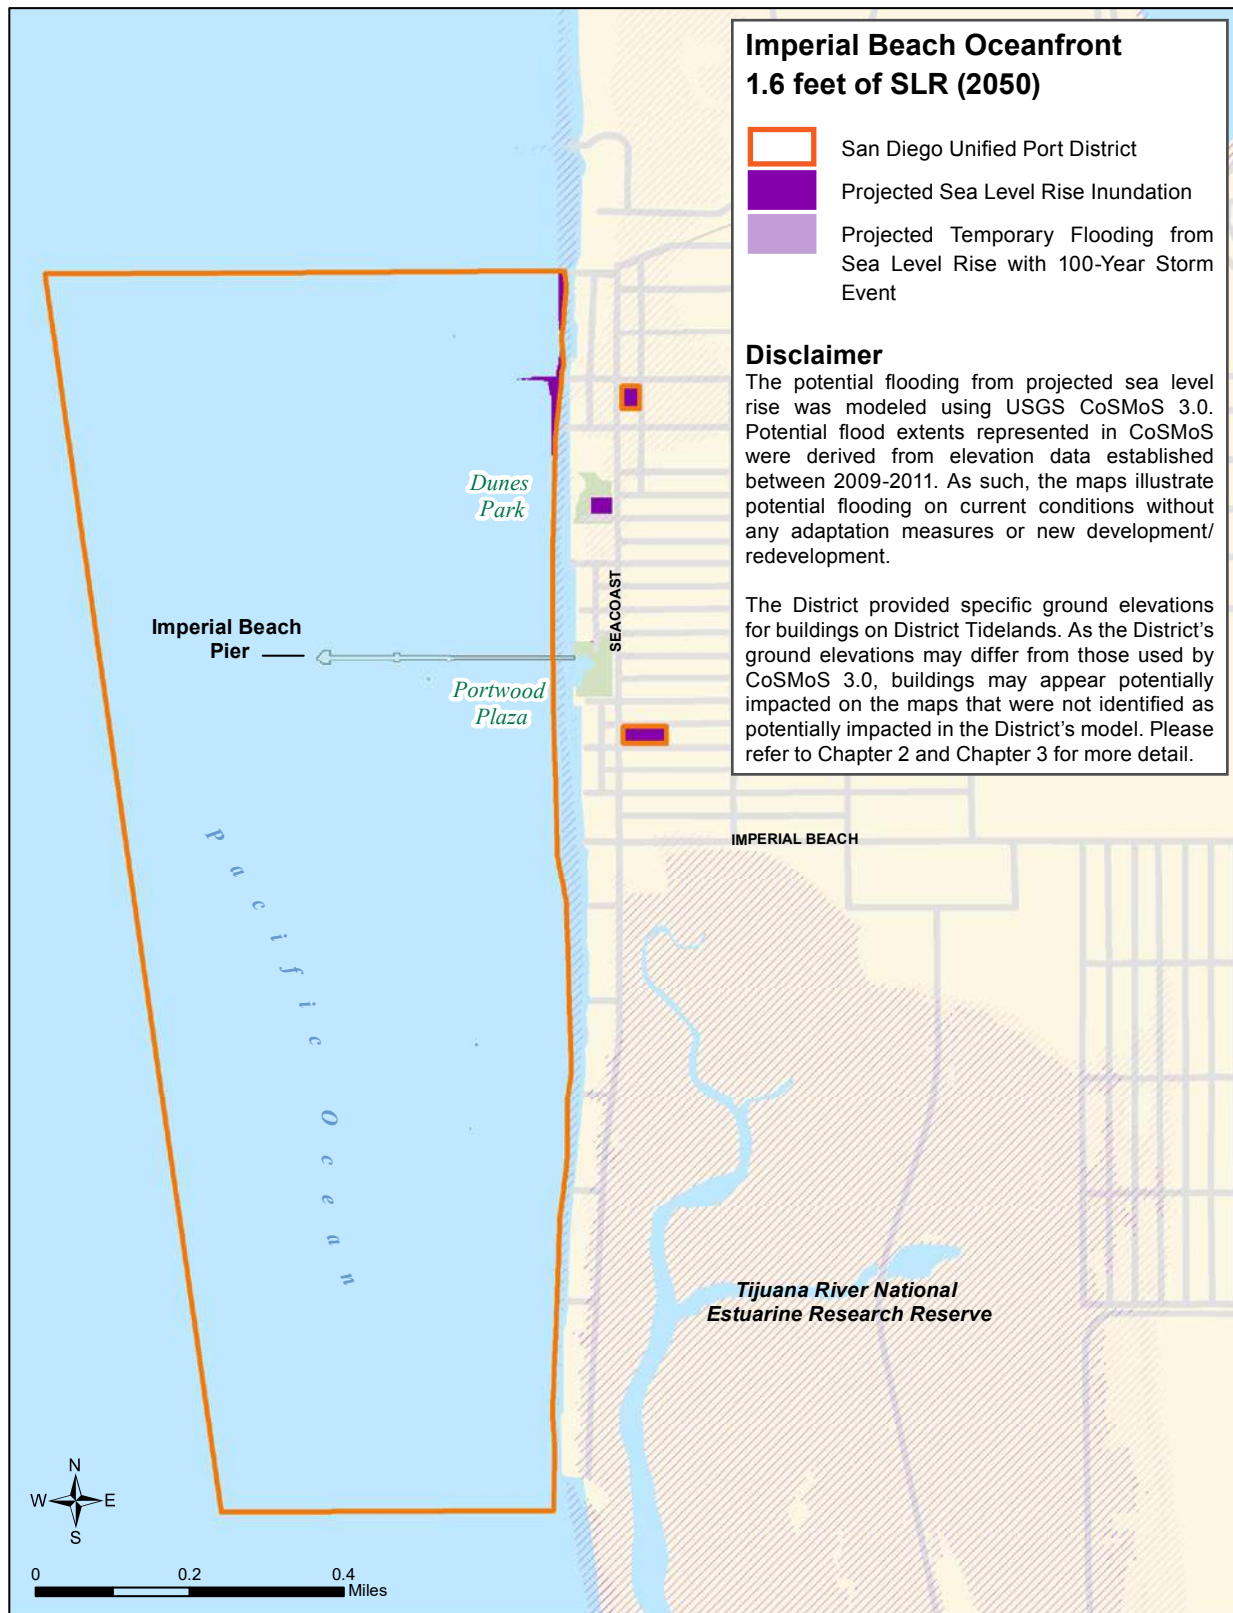 Imperial Beach Oceanfront
1.6 feet of SLR (2050)
San Diego Unified Port District
Projected Sea Level Rise Inundation
Projected Temporary Flooding from
Sea Level Rise with 100-Year Storm
Event
Disclaimer
The potential flooding from projected sea level
rise was modeled using USGS CoSMoS 3.0.
Potential flood extents represented in CoSMoS
were derived from elevation data established
between 2009-2011. As such, the maps illustrate
potential flooding on current conditions without
any adaptation measures or new development/
redevelopment.
The District provided specific ground elevations
for buildings on District Tidelands. As the District's
ground elevations may differ from those used by
CoSMoS 3.0, buildings may appear potentially
impacted on the maps that were not identified as
potentially impacted in the District's model. Please
refer to Chapter 2 and Chapter 3 for more detail.
Dunes
Park
SEACOAST
Imperial Beach
Pier
Portwood
Plaza
IMPERIAL BEACH
Pacific Ocean
Tijuana River National
Estuarine Research Reserve
N
W E
S
0 0.2 0.4
Miles